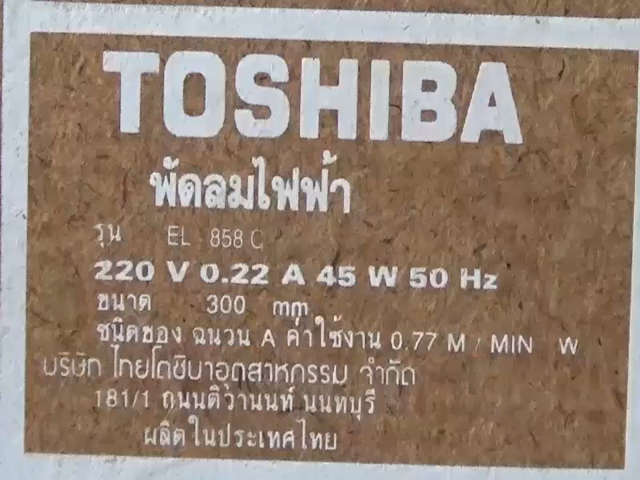 TOSHIBA
พัดลมไฟฟ้า
รุ่น EL 858 C
220 V 0.22 A 45 W 50 Hz
ขนาด 300 mm
ชนิดของ ฉนวน A ค่าใช้งาน 0.77 M / MIN W
บริษัท ไทยโตชิบาอุตสาหกรรม จำกัด
181/1 ถนนติวานนท์ นนทบุรี
ผลิตในประเทศไทย